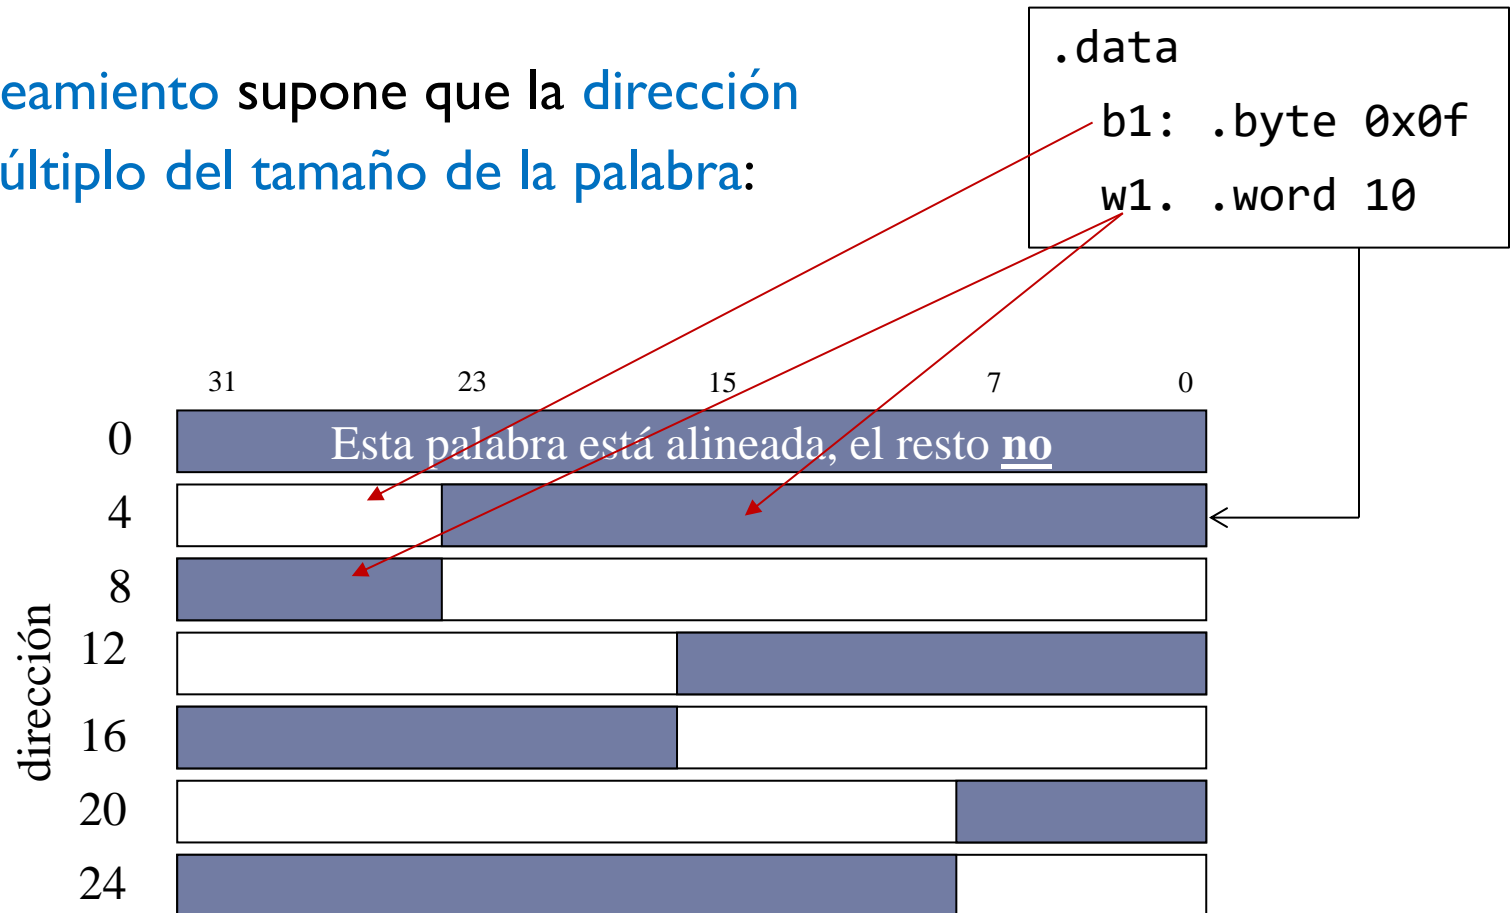 eamiento supone que la dirección
últiplo del tamaño de la palabra:
.data
b1: .byte 0x0f
w1. .word 10
31 23 15 7 0
0 Esta palabra está alineada, el resto no
4
8
12
16
20
24
dirección